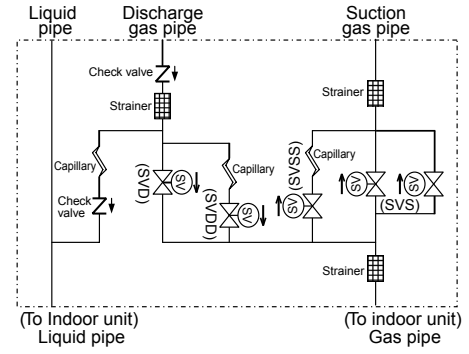 Liquid
pipe
Discharge
gas pipe
Suction
gas pipe
Check valve
Strainer
Strainer
Capillary
(SVD)
SV
Capillary
(SSVS)
Capillary
SV
SV
Check
valve
(SVDD)
SV
SV
(SVS)
Strainer
(To Indoor unit)
Liquid pipe
(To indoor unit)
Gas pipe